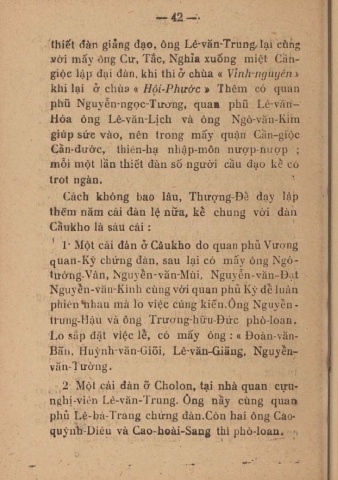 — 42 —
thiết đàn giảng đạo, ông Lê-văn-Trung, lại cùng
với mấy ông Cư, Tắc, Nghĩa xuống miệt Cần-
giộc lập đại đàn, khi thì ở chùa « Vĩnh-nguyên »
khi lại ở chùa « Hội-Phước » Thêm có quan
phủ Nguyễn-ngọc-Tương, quan phủ Lê-văn-
Hóa ông Lê-văn-Lịch và ông Ngô-văn-Kim
giúp sức vào, nên trong mấy quận Cần-giộc
Cần-đước, thiên-hạ nhập-môn nượp-nượp ;
mỗi một lần thiết đàn số người cầu đạo kể có
trot ngàn.
Cách không bao lâu, Thượng-Đế dạy lập
thêm năm cái đàn lệ nữa, kể chung với đàn
Cầukho là sáu cái :
1· Một cái đàn ở Cầukho do quan phủ Vương
quan-Kỳ chứng đàn, sau lại có mấy ông Ngô-
tường-Vân, Nguyễn-văn-Mùi, Nguyễn-văn-Đạt
Nguyễn-văn-Kinh cùng với quan phủ Kỳ đề luân
phiên nhau mà lo việc cúng kiến. Ông Nguyễn-
trung-Hậu và ông Trương-hữu-Đức phò-loan.
Lo sắp đặt việc lễ, có mấy ông : « Đoàn-văn-
Bản, Huỳnh-văn-Giỏi, Lê-văn-Giảng, Nguyễn-
văn-Tường.
2· Một cái đàn ở Cholon, tại nhà quan cựu-
nghị-viên Lê-văn-Trung. Ông nầy cùng quan
phủ Lê-bá-Trang chứng đàn. Còn hai ông Cao-
quỳnh-Diêu và Cao-hoài-Sang thì phò-loan.